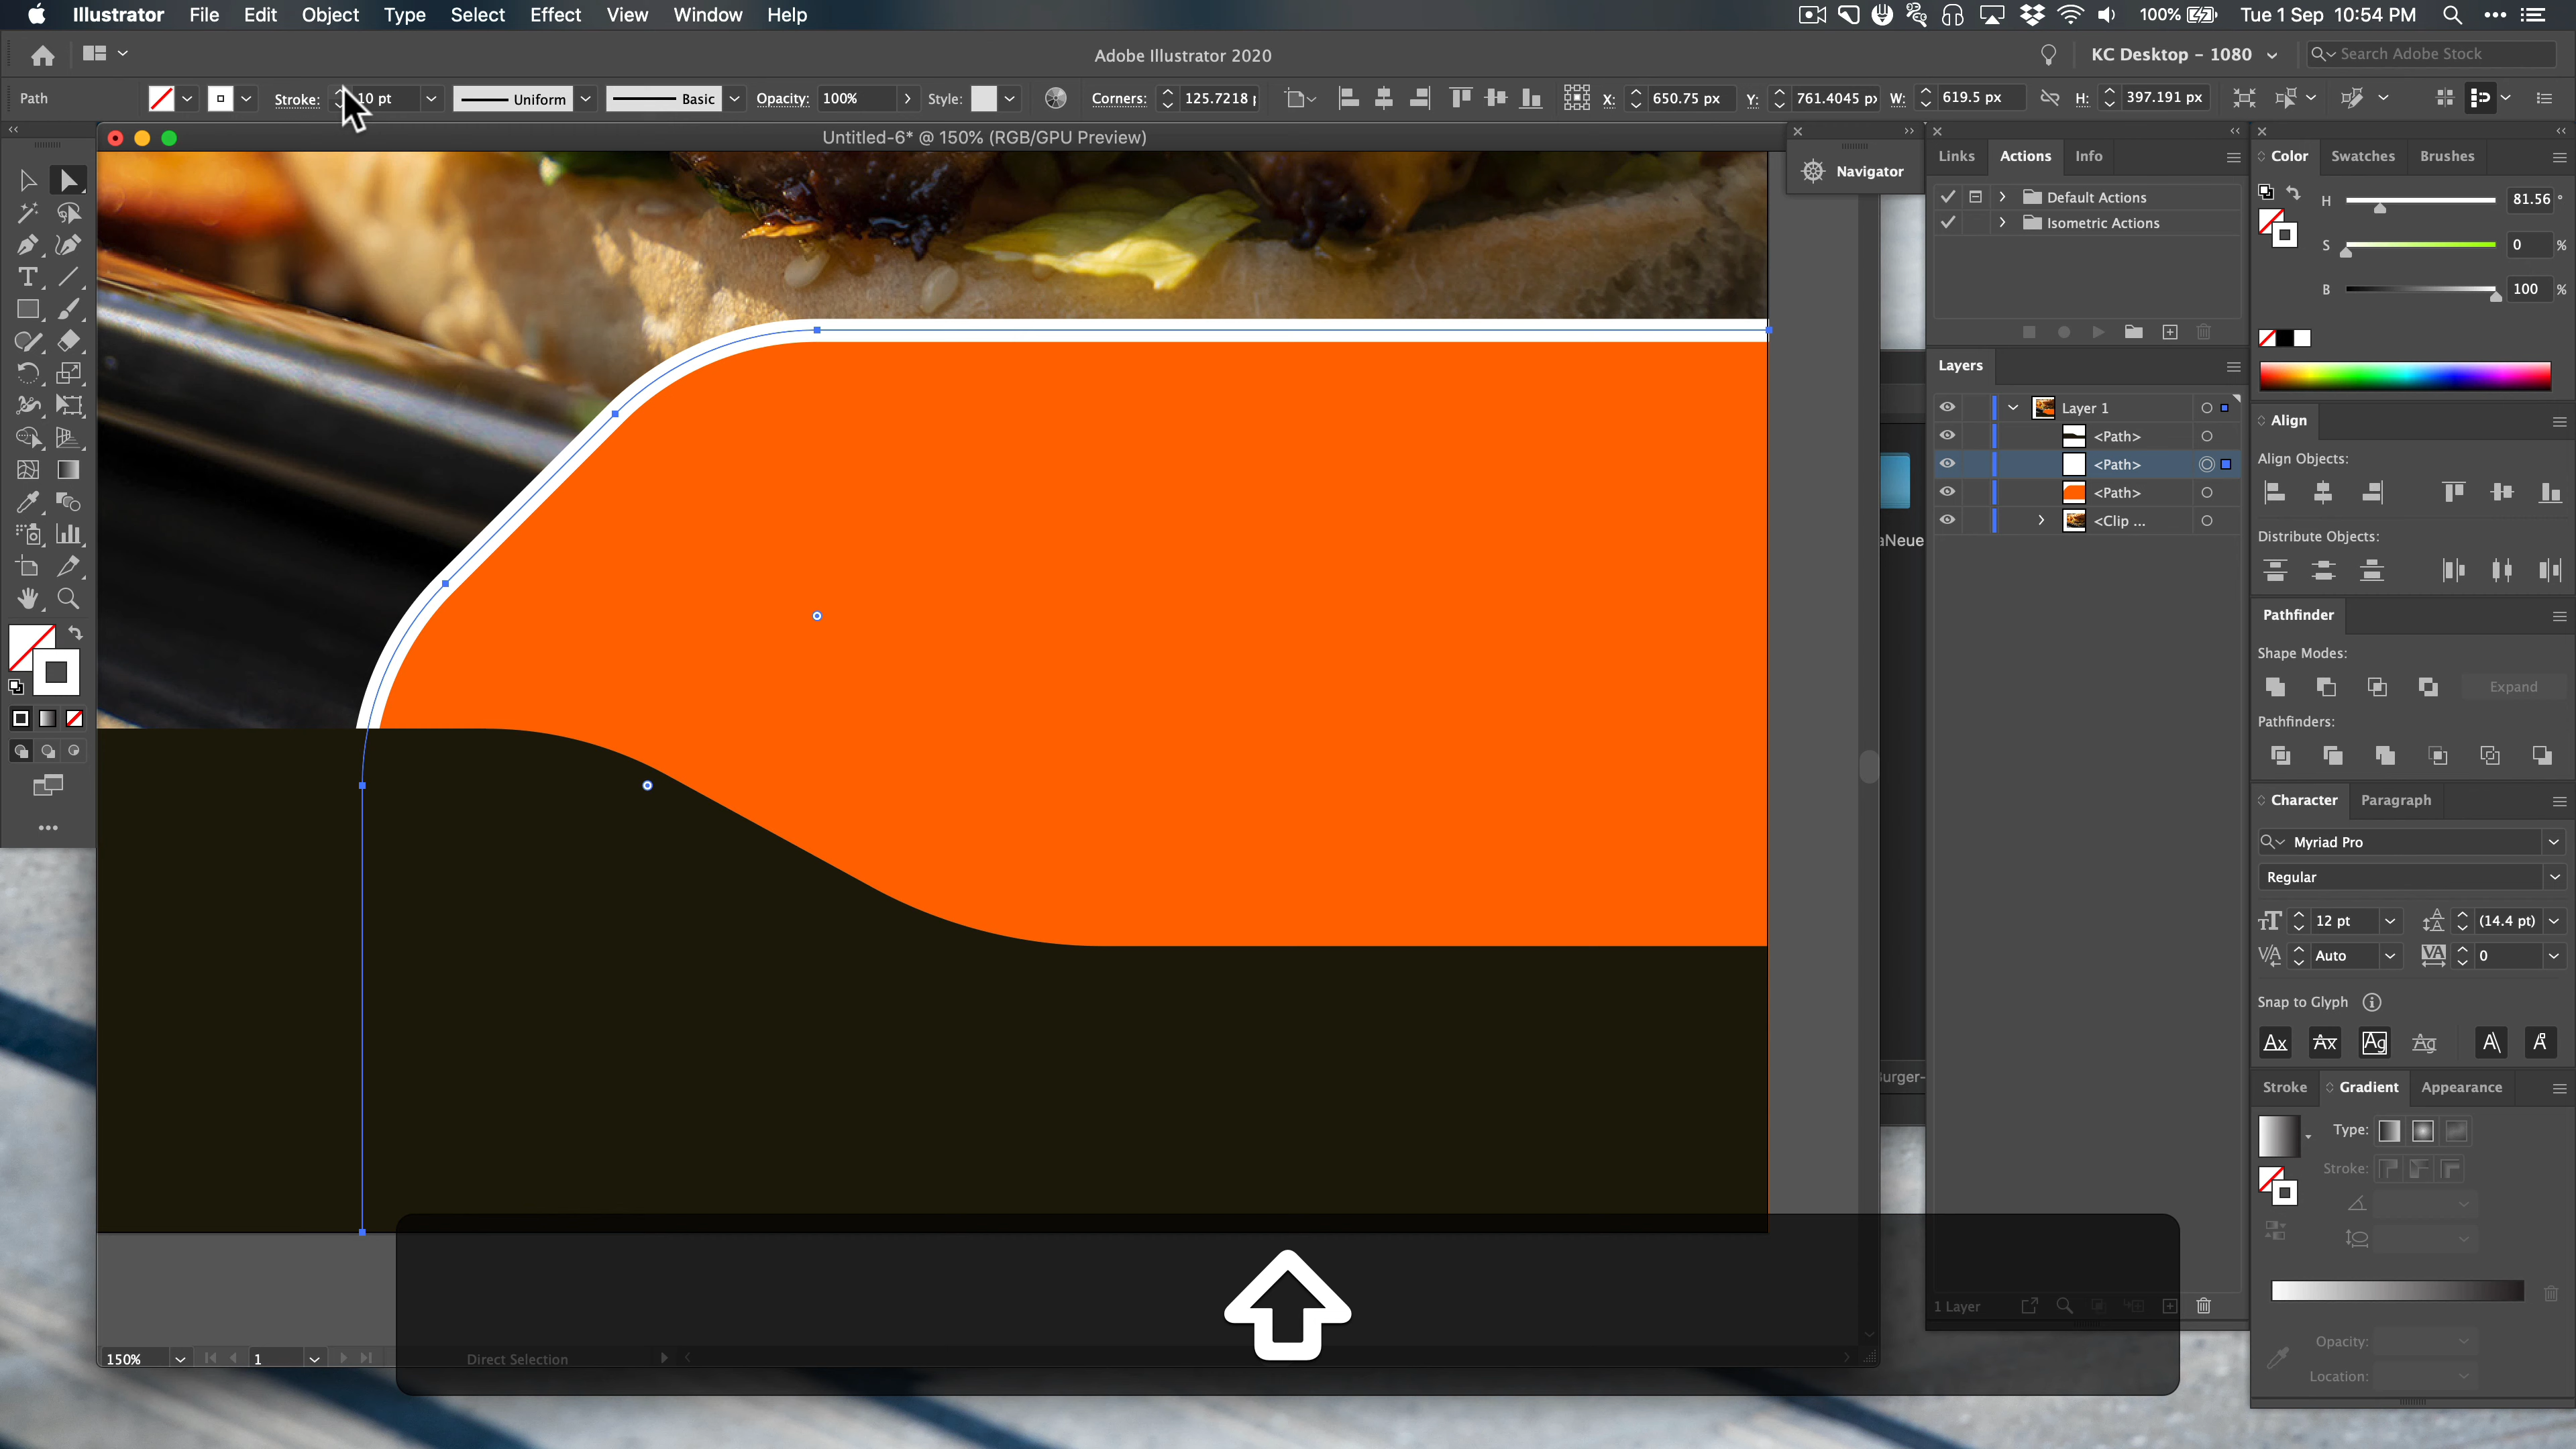 Illustrator File Edit Object Type Select Effect View Window Help 100% Tue 1 Sep 10:54 PM
Adobe Illustrator 2020 KC Desktop - 1080 Search Adobe Stock
Path Stroke: 10 pt Uniform Basic Opacity: 100% Style: Corners: 125.7218 X: 650.75 px Y: 761.4045 px W: 619.5 px H: 397.191 px
Untitled-6* @ 150% (RGB/GPU Preview)
Navigator
Links Actions Info
Default Actions
Isometric Actions
Layers
Layer 1
<Path>
<Path>
<Path>
<Clip ...
aNeue
urger-
1 Layer
Color Swatches Brushes
H 81.56 °
S 0 %
B 100 %
Align
Align Objects:
Distribute Objects:
Pathfinder
Shape Modes:
Expand
Pathfinders:
Character Paragraph
Myriad Pro
Regular
12 pt (14.4 pt)
Auto 0
Snap to Glyph
Stroke Gradient Appearance
Type:
Stroke:
Opacity:
Location:
150% 1 Direct Selection